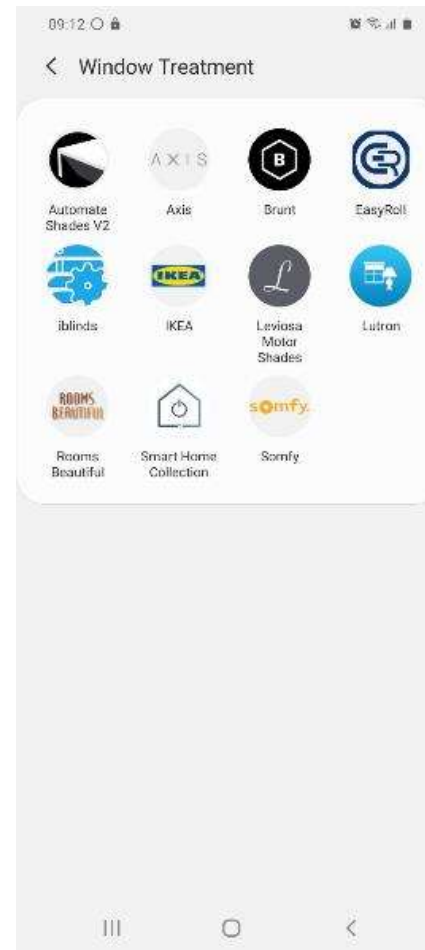 09:12
Window Treatment
AXIS
B
Automate
Shades V2
Axis
Brunt
EasyRoll
IKEA
L
iblinds
IKEA
Leviosa
Motor
Shades
Lutron
ROOMS
BEAUTIFUL
somfy.
Rooms
Beautiful
Smart Home
Collection
Somfy